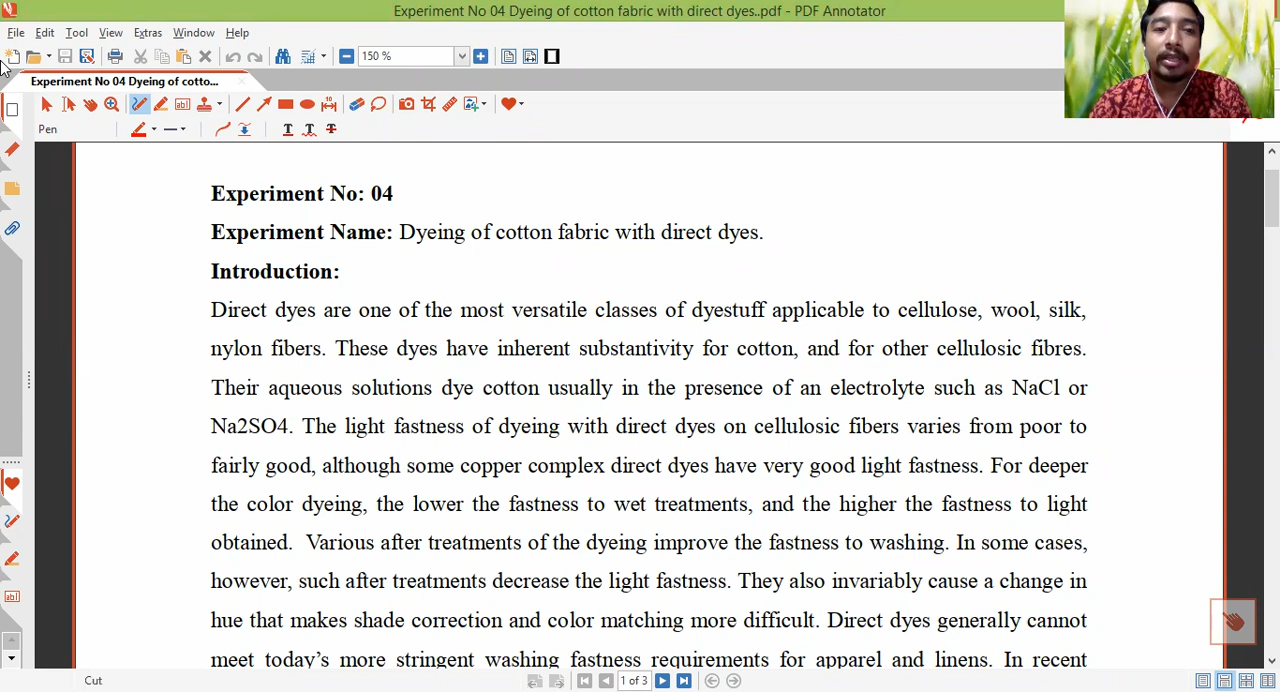 Experiment No 04 Dyeing of cotton fabric with direct dyes..pdf - PDF Annotator
File Edit Tool View Extras Window Help
150 %
Experiment No 04 Dyeing of cotto...
Pen
Experiment No: 04
Experiment Name: Dyeing of cotton fabric with direct dyes.
Introduction:
Direct dyes are one of the most versatile classes of dyestuff applicable to cellulose, wool, silk,
nylon fibers. These dyes have inherent substantivity for cotton, and for other cellulosic fibres.
Their aqueous solutions dye cotton usually in the presence of an electrolyte such as NaCl or
Na2SO4. The light fastness of dyeing with direct dyes on cellulosic fibers varies from poor to
fairly good, although some copper complex direct dyes have very good light fastness. For deeper
the color dyeing, the lower the fastness to wet treatments, and the higher the fastness to light
obtained. Various after treatments of the dyeing improve the fastness to washing. In some cases,
however, such after treatments decrease the light fastness. They also invariably cause a change in
hue that makes shade correction and color matching more difficult. Direct dyes generally cannot
meet today's more stringent washing fastness requirements for apparel and linens. In recent
Cut
1 of 3